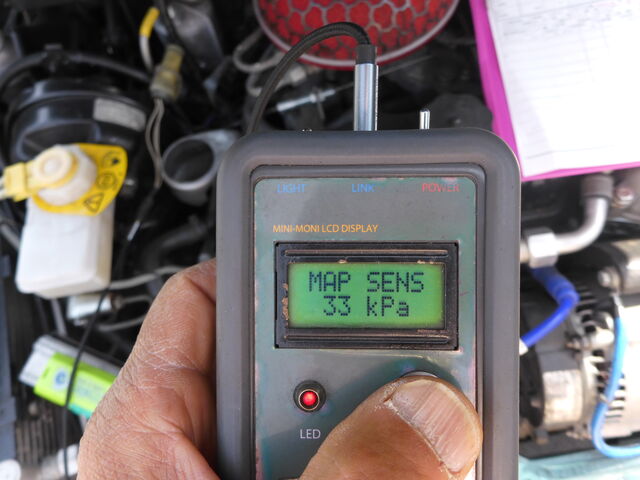 LIGHT LINK POWER
MINI-MONI LCD DISPLAY
MAP SENS
33 kPa
LED